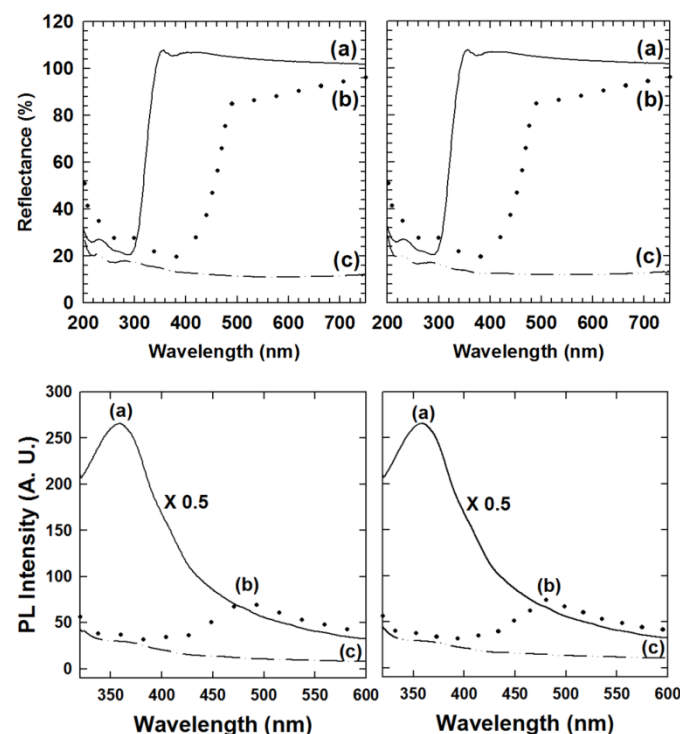 120
100
80
60
40
20
0
Reflectance (%)
(a)
(b)
(c)
200 300 400 500 600 700
Wavelength (nm)
(a)
(b)
(c)
200 300 400 500 600 700
Wavelength (nm)
300
250
200
150
100
50
0
PL Intensity (A. U.)
(a)
X 0.5
(b)
(c)
350 400 450 500 550 600
Wavelength (nm)
(a)
X 0.5
(b)
(c)
350 400 450 500 550 600
Wavelength (nm)